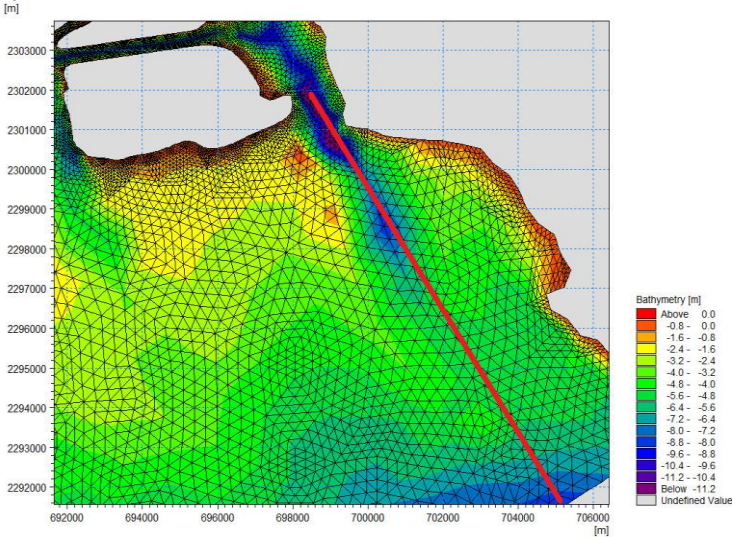 [m]
2303000
2302000
2301000
2300000
2299000
2298000
2297000
2296000
2295000
2294000
2293000
2292000
692000 694000 696000 698000 700000 702000 704000 706000
[m]
Bathymetry [m]
Above 0.0
-0.8 - 0.0
-1.6 - -0.8
-2.4 - -1.6
-3.2 - -2.4
-4.0 - -3.2
-4.8 - -4.0
-5.6 - -4.8
-6.4 - -5.6
-7.2 - -6.4
-8.0 - -7.2
-8.8 - -8.0
-9.6 - -8.8
-10.4 - -9.6
-11.2 - -10.4
Below -11.2
Undefined Value